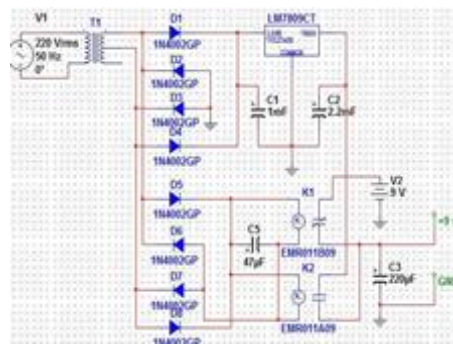 V1
T1
220 Vrms
50 Hz
0°
D1
1N4002GP
D2
1N4002GP
D3
1N4002GP
D4
1N4002GP
LM7809CT
C1
1mF
C2
2.2mF
D5
1N4002GP
D6
1N4002GP
D7
1N4002GP
D8
1N4002GP
C5
47µF
K1
EMR011B09
K2
EMR011A09
V2
9 V
C3
220µF